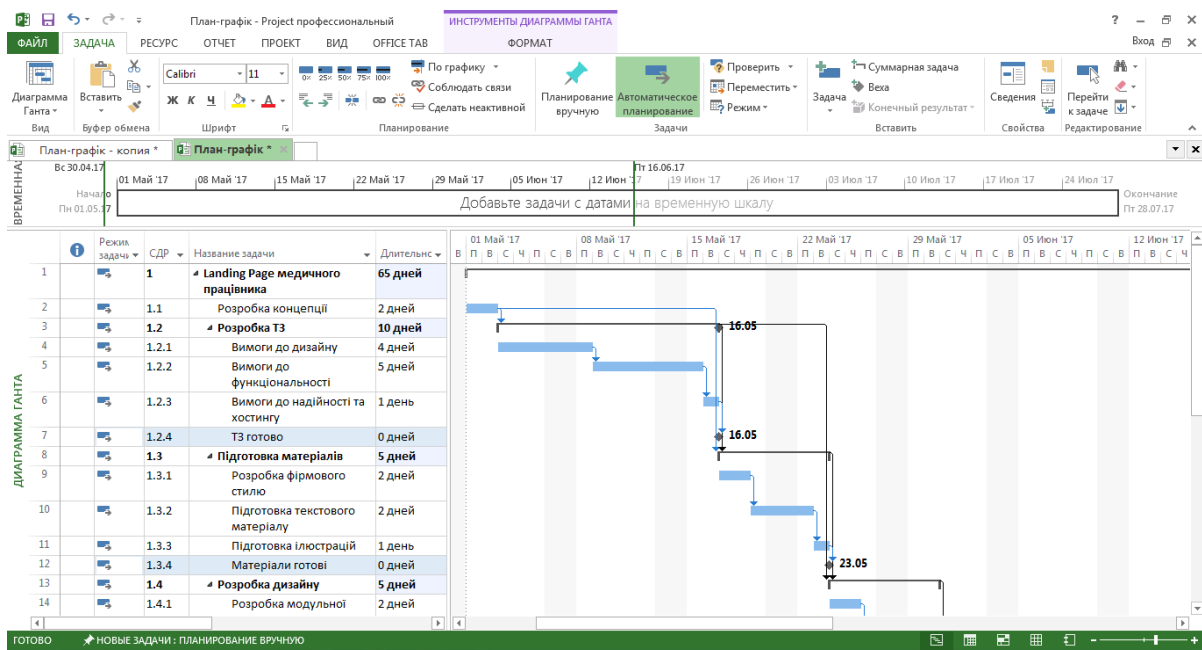 План-графік - Project профессиональный
ИНСТРУМЕНТЫ ДИАГРАММЫ ГАНТА
?
ФАЙЛ ЗАДАЧА РЕСУРС ОТЧЕТ ПРОЕКТ ВИД OFFICE TAB ФОРМАТ Вход
Диаграмма Ганта
Вид
Вставить
Буфер обмена
Calibri 11
Ж К Ч А
Шрифт
0× 25× 50× 75× 100×
По графику
Соблюдать связи
Сделать неактивной
Планирование
Планирование вручную
Автоматическое планирование
Проверить
Переместить
Режим
Задачи
Задача
Суммарная задача
Веха
Конечный результат
Вставить
Сведения
Свойства
Перейти к задаче
Редактирование
План-графік - копия *
План-графік *
ВРЕМЕННА
Вс 30.04.17 Пт 16.06.17
01 Май '17 08 Май '17 15 Май '17 22 Май '17 29 Май '17 05 Июн '17 12 Июн '17 19 Июн '17 26 Июн '17 03 Июл '17 10 Июл '17 17 Июл '17 24 Июл '17
Начало
Пн 01.05.17
Добавьте задачи с датами на временную шкалу
Окончание
Пт 28.07.17
ДИАГРАММА ГАНТА
Режим задачи СДР Название задачи Длительнс
01 Май '17 08 Май '17 15 Май '17 22 Май '17 29 Май '17 05 Июн '17 12 Июн '17
В П В С Ч П С В П В С Ч П С В П В С Ч П С В П В С Ч П С В П В С Ч П С В П В С Ч П С В П В С Ч
1 1 Landing Page медичного працівника 65 дней
2 1.1 Розробка концепції 2 дней
3 1.2 Розробка ТЗ 10 дней 16.05
4 1.2.1 Вимоги до дизайну 4 дней
5 1.2.2 Вимоги до функціональності 5 дней
6 1.2.3 Вимоги до надійності та хостингу 1 день
7 1.2.4 ТЗ готово 0 дней 16.05
8 1.3 Підготовка матеріалів 5 дней
9 1.3.1 Розробка фірмового стилю 2 дней
10 1.3.2 Підготовка текстового матеріалу 2 дней
11 1.3.3 Підготовка ілюстрацій 1 день
12 1.3.4 Матеріали готові 0 дней 23.05
13 1.4 Розробка дизайну 5 дней
14 1.4.1 Розробка модульної 2 дней
ГОТОВО НОВЫЕ ЗАДАЧИ : ПЛАНИРОВАНИЕ ВРУЧНУЮ